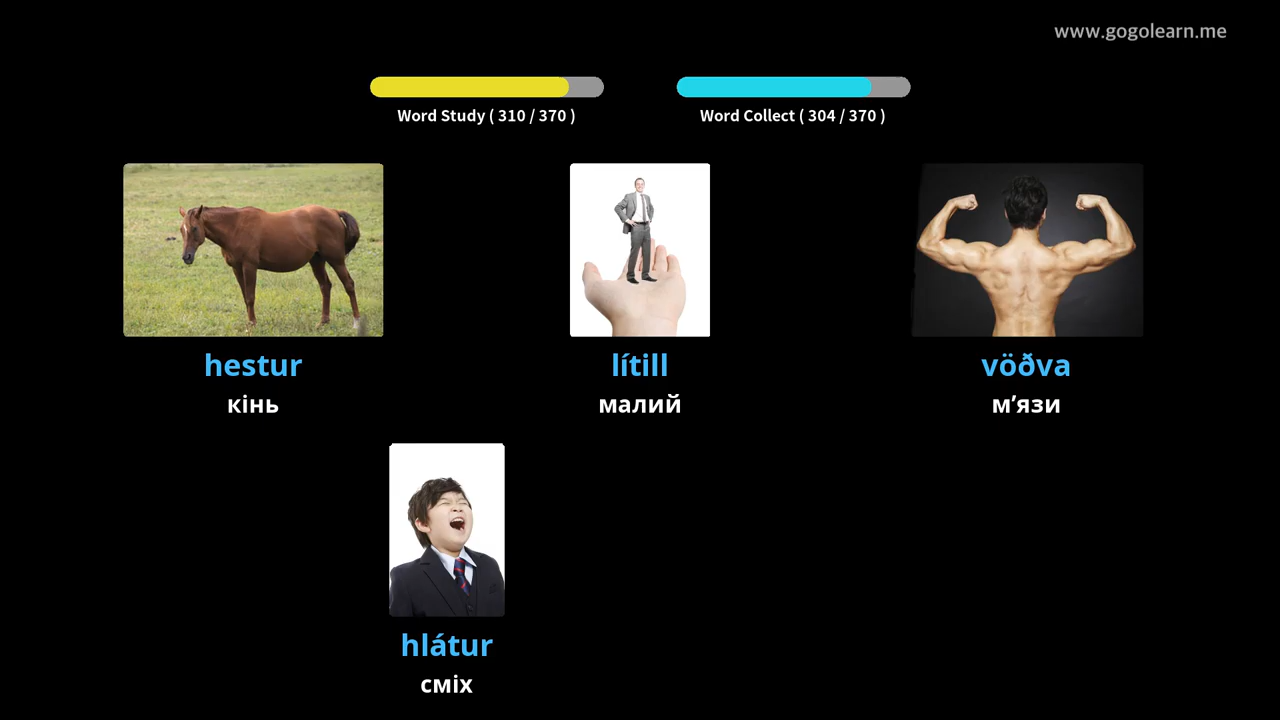 www.gogolearn.me
Word Study ( 310 / 370 )
Word Collect ( 304 / 370 )
hestur
кінь
lítill
малий
vöðva
м’язи
hlátur
сміх